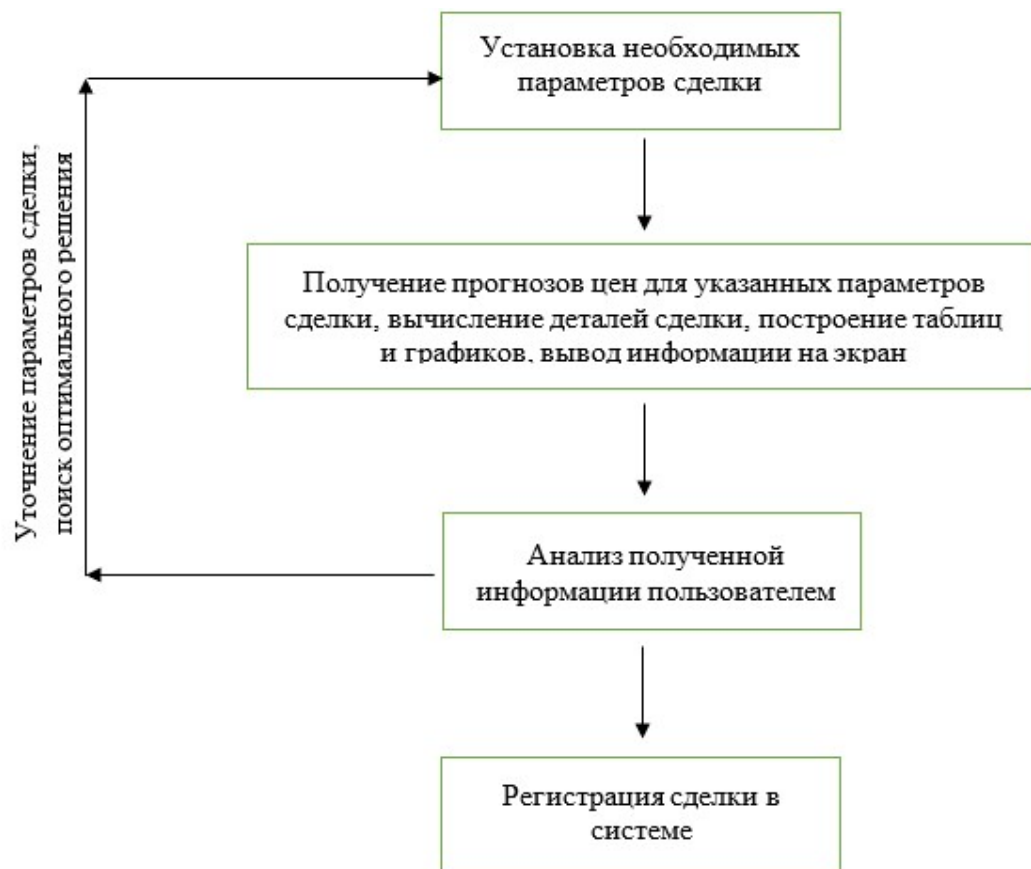 Установка необходимых
параметров сделки
Уточнение параметров сделки,
поиск оптимального решения
Получение прогнозов цен для указанных параметров
сделки, вычисление деталей сделки, построение таблиц
и графиков, вывод информации на экран
Анализ полученной
информации пользователем
Регистрация сделки в
системе